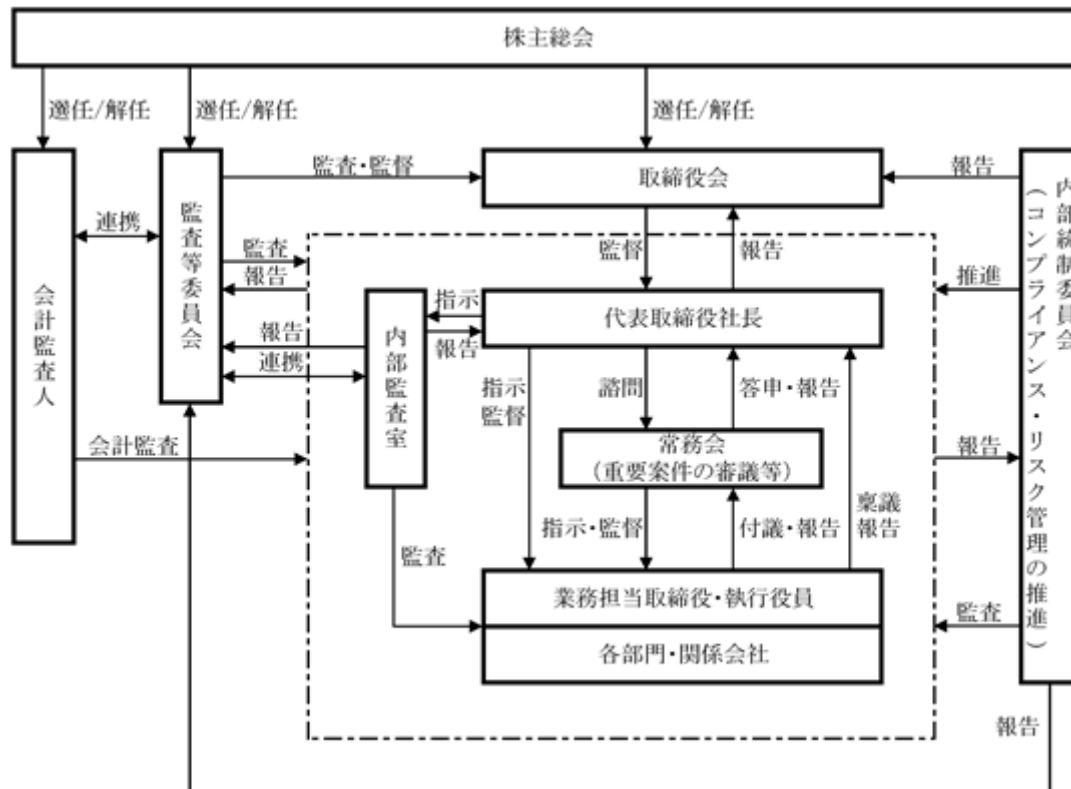 株主総会
選任/解任
選任/解任
選任/解任
会計監査人
監査等委員会
取締役会
内部統制委員会
(コンプライアンス・リスク管理の推進)
監査・監督
報告
連携
監査
報告
監督
報告
推進
指示
報告
代表取締役社長
報告
連携
内部監査室
指示
監督
諮問
答申・報告
会計監査
常務会
(重要案件の審議等)
報告
指示・監督
付議・報告
稟議
報告
監査
業務担当取締役・執行役員
各部門・関係会社
監査
報告